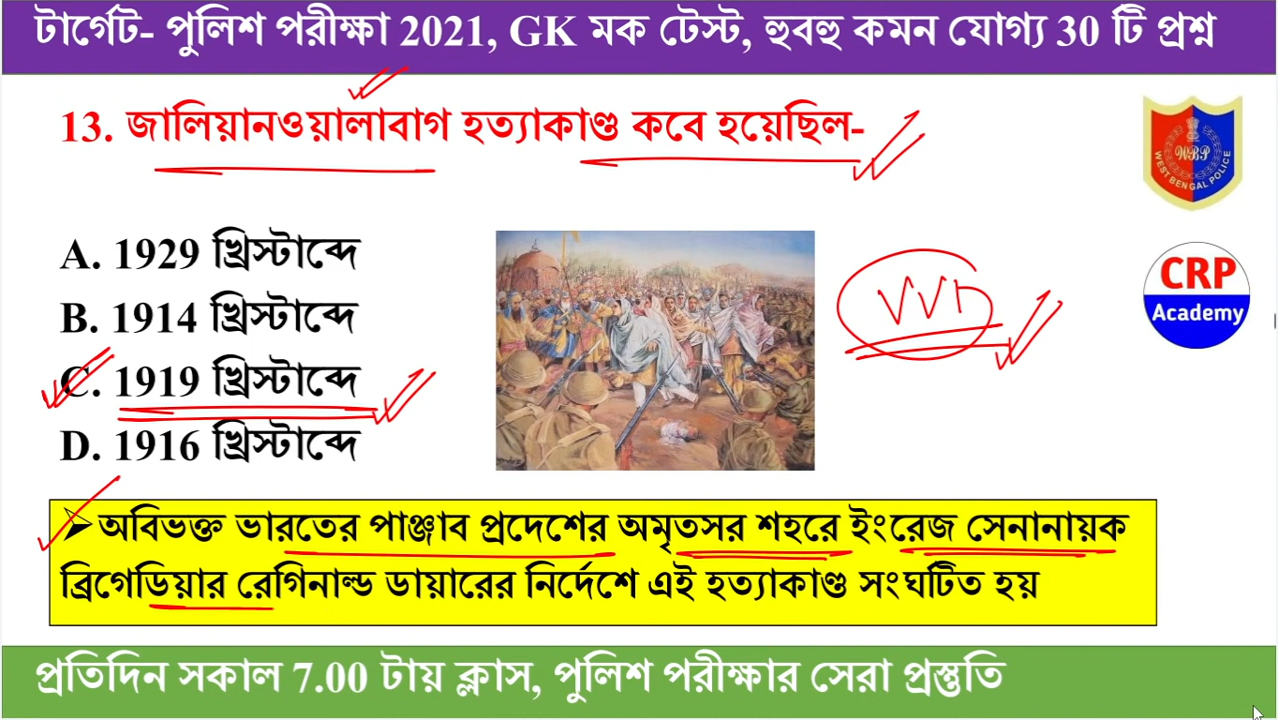 টার্গেট- পুলিশ পরীক্ষা 2021, GK মক টেস্ট, হুবহু কমন যোগ্য 30 টি প্রশ্ন
13. জালিয়ানওয়ালাবাগ হত্যাকাণ্ড কবে হয়েছিল-
A. 1929 খ্রিস্টাব্দে
B. 1914 খ্রিস্টাব্দে
C. 1919 খ্রিস্টাব্দে
D. 1916 খ্রিস্টাব্দে
WBP
WEST BENGAL POLICE
CRP
Academy
➢অবিভক্ত ভারতের পাঞ্জাব প্রদেশের অমৃতসর শহরে ইংরেজ সেনানায়ক
ব্রিগেডিয়ার রেগিনাল্ড ডায়ারের নির্দেশে এই হত্যাকাণ্ড সংঘটিত হয়
প্রতিদিন সকাল 7.00 টায় ক্লাস, পুলিশ পরীক্ষার সেরা প্রস্তুতি